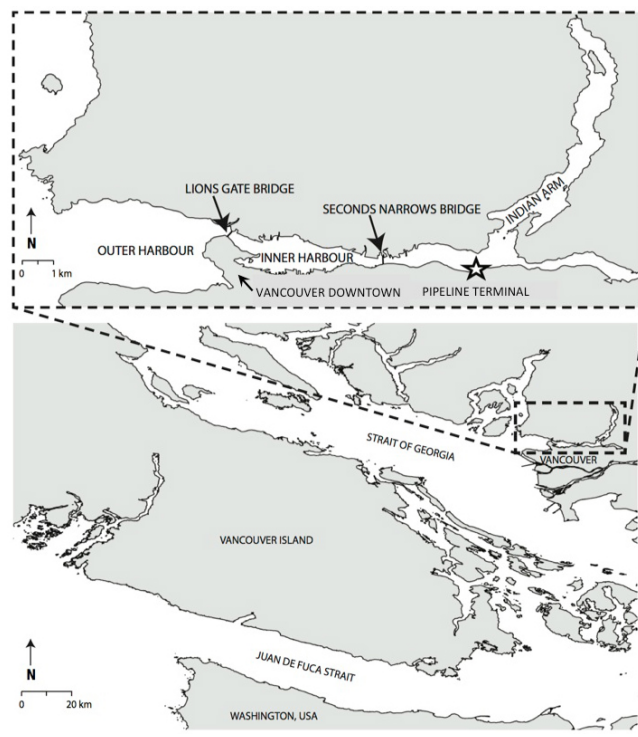 LIONS GATE BRIDGE
SECONDS NARROWS BRIDGE
INDIAN ARM
N
OUTER HARBOUR
INNER HARBOUR
0 1 km
VANCOUVER DOWNTOWN
PIPELINE TERMINAL
STRAIT OF GEORGIA
VANCOUVER
VANCOUVER ISLAND
JUAN DE FUCA STRAIT
N
0 20 km
WASHINGTON, USA